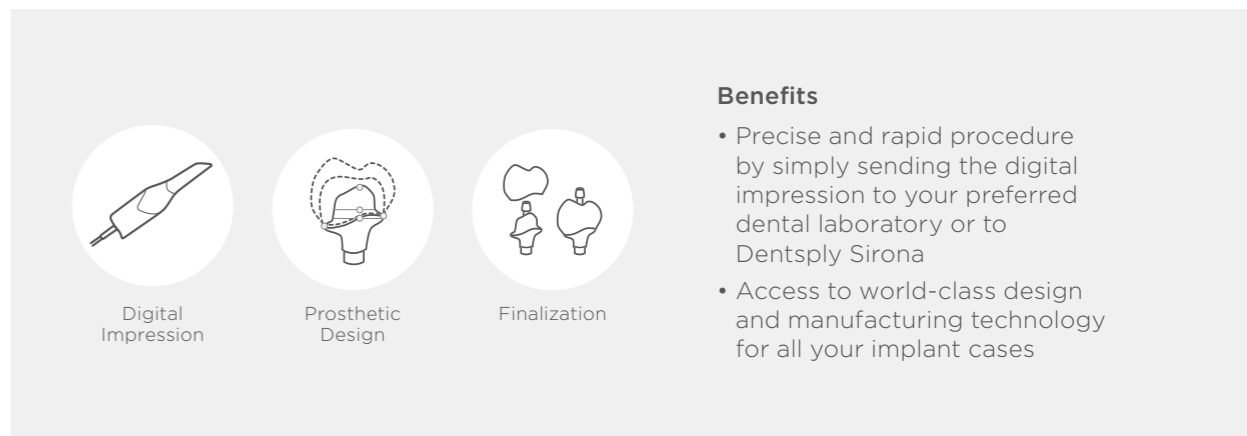 Digital
Impression
Prosthetic
Design
Finalization
Benefits
• Precise and rapid procedure
by simply sending the digital
impression to your preferred
dental laboratory or to
Dentsply Sirona
• Access to world-class design
and manufacturing technology
for all your implant cases